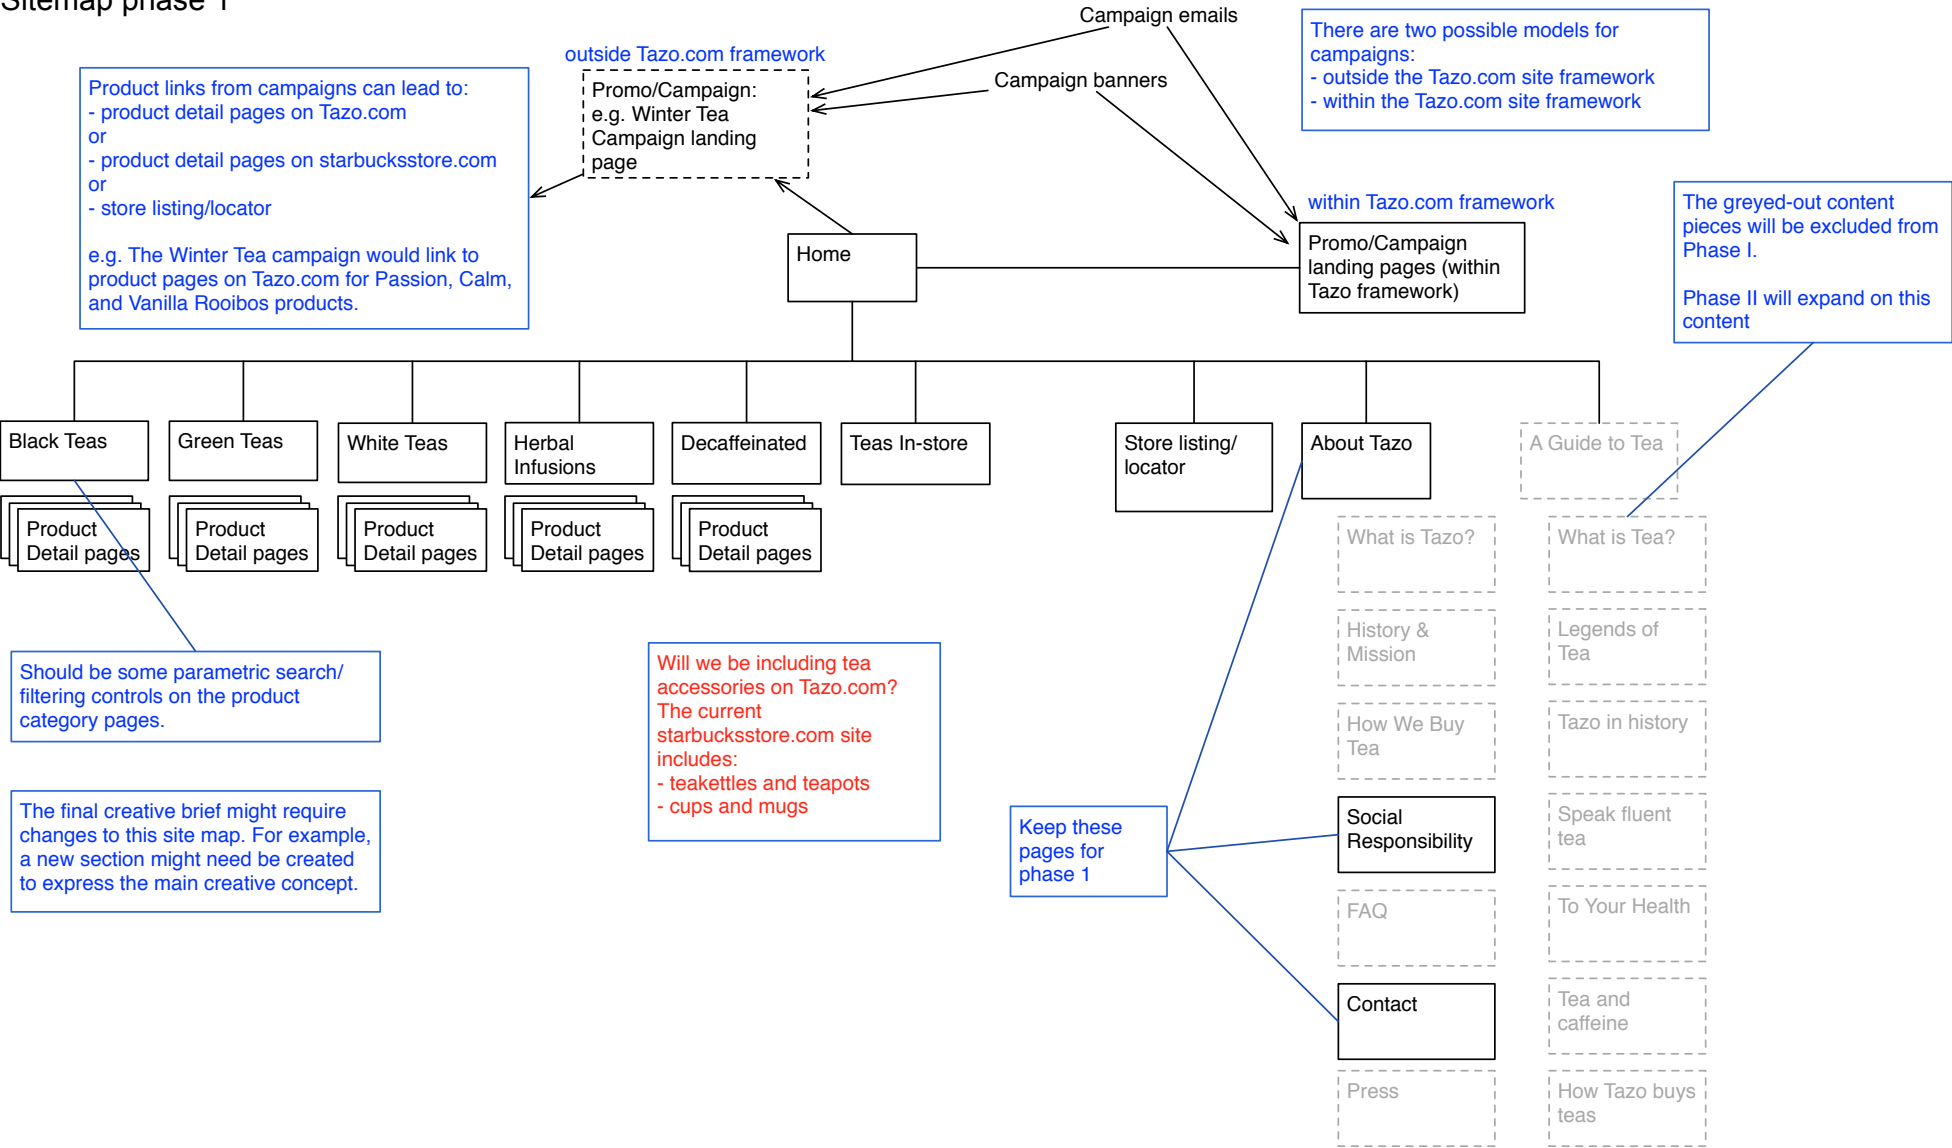 Sitemap phase 1
Campaign emails
outside Tazo.com framework
Campaign banners
There are two possible models for
campaigns:
- outside the Tazo.com site framework
- within the Tazo.com site framework
Product links from campaigns can lead to:
- product detail pages on Tazo.com
or
- product detail pages on starbucksstore.com
or
- store listing/locator
e.g. The Winter Tea campaign would link to
product pages on Tazo.com for Passion, Calm,
and Vanilla Rooibos products.
Promo/Campaign:
e.g. Winter Tea
Campaign landing
page
within Tazo.com framework
Home
Promo/Campaign
landing pages (within
Tazo framework)
The greyed-out content
pieces will be excluded from
Phase I.
Phase II will expand on this
content
Black Teas
Green Teas
White Teas
Herbal
Infusions
Decaffeinated
Teas In-store
Store listing/
locator
About Tazo
A Guide to Tea
Product
Detail pages
Product
Detail pages
Product
Detail pages
Product
Detail pages
Product
Detail pages
Should be some parametric search/
filtering controls on the product
category pages.
The final creative brief might require
changes to this site map. For example,
a new section might need be created
to express the main creative concept.
Will we be including tea
accessories on Tazo.com?
The current
starbucksstore.com site
includes:
- teakettles and teapots
- cups and mugs
Keep these
pages for
phase 1
What is Tazo?
History &
Mission
How We Buy
Tea
Social
Responsibility
FAQ
Contact
Press
What is Tea?
Legends of
Tea
Tazo in history
Speak fluent
tea
To Your Health
Tea and
caffeine
How Tazo buys
teas